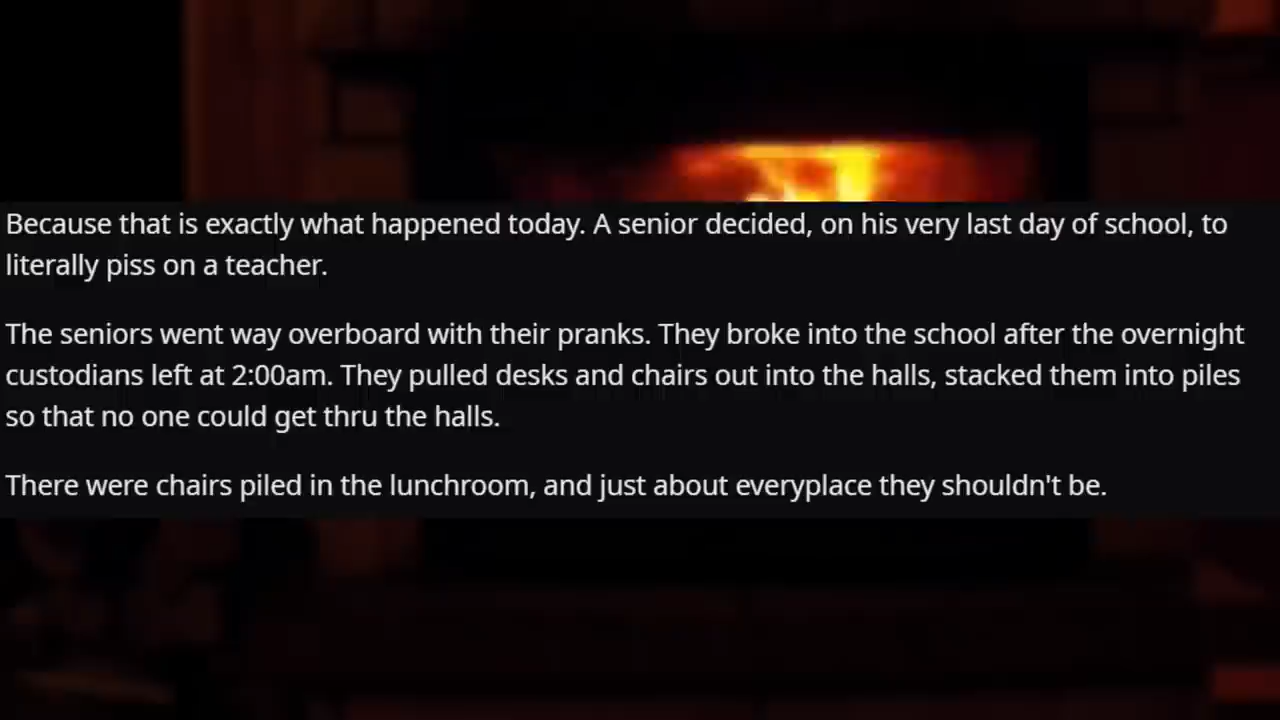 Because that is exactly what happened today. A senior decided, on his very last day of school, to
literally piss on a teacher.
The seniors went way overboard with their pranks. They broke into the school after the overnight
custodians left at 2:00am. They pulled desks and chairs out into the halls, stacked them into piles
so that no one could get thru the halls.
There were chairs piled in the lunchroom, and just about everyplace they shouldn't be.